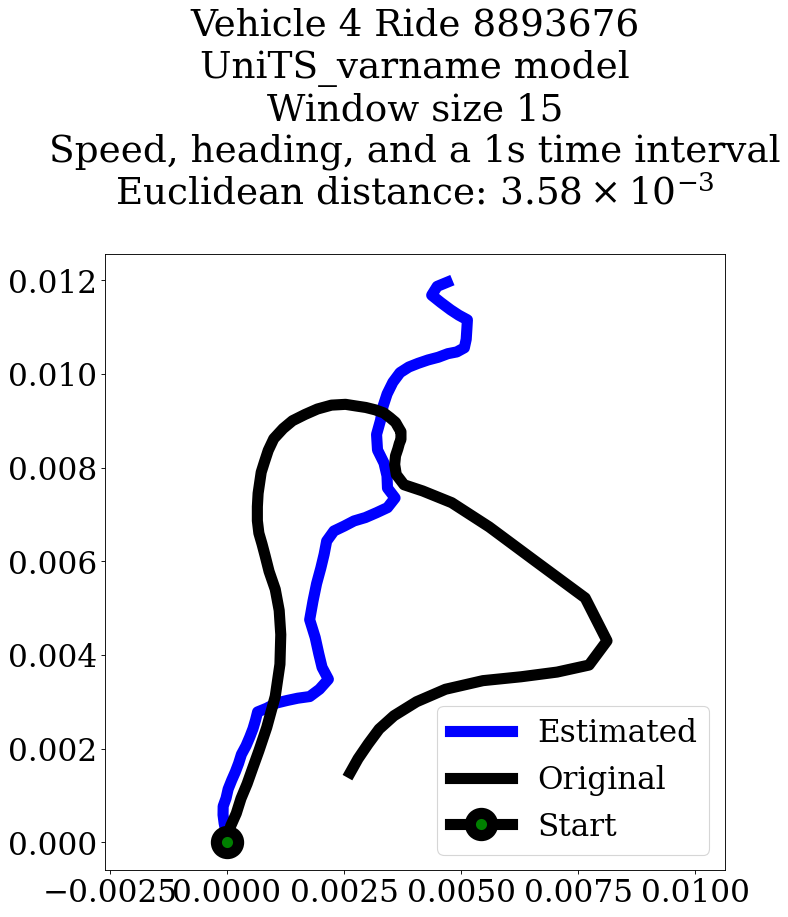 Vehicle 4 Ride 8893676
UniTS_varname model
Window size 15
Speed, heading, and a 1s time interval
Euclidean distance: 3.58 × 10⁻³
0.012
0.010
0.008
0.006
0.004
0.002
0.000
Estimated
Original
Start
−0.0025 0.0000 0.0025 0.0050 0.0075 0.0100